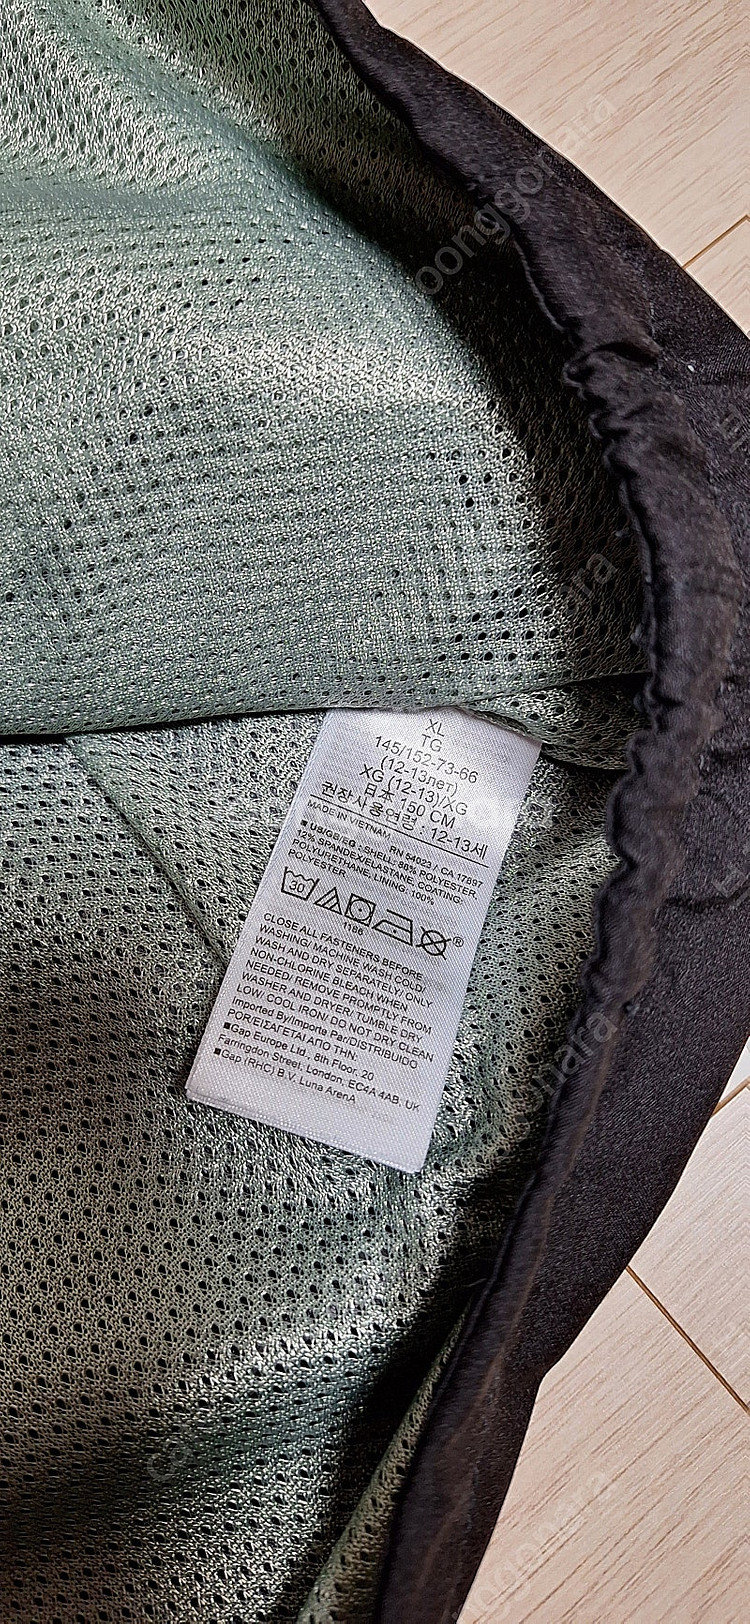 XL
TG
145/152-73-66
(12-13лет)
XG (12-13)/XG
日本 150 CM
권장사용연령 : 12-13세
MADE IN VIETNAM RN 54023 / CA 17897
■ US/GB/EG - SHELL: 88% POLYESTER,
12% SPANDEX/ELASTANE, COATING:
POLYURETHANE, LINING: 100%
POLYESTER
30
1186
®
CLOSE ALL FASTENERS BEFORE
WASHING/ MACHINE WASH COLD/
WASH AND DRY SEPARATELY/ ONLY
NON-CHLORINE BLEACH WHEN
NEEDED/ REMOVE PROMPTLY FROM
WASHER AND DRYER/ TUMBLE DRY
LOW/ COOL IRON/ DO NOT DRY CLEAN
Imported By/Importe Par/DISTRIBUIDO
POR/ΕΙΣΑΓΕΤΑΙ ΑΠΟ ΤΗΝ:
■Gap Europe Ltd., 8th Floor, 20
Farringdon Street, London, EC4A 4AB, UK
■Gap (RHC) B.V. Luna ArenA